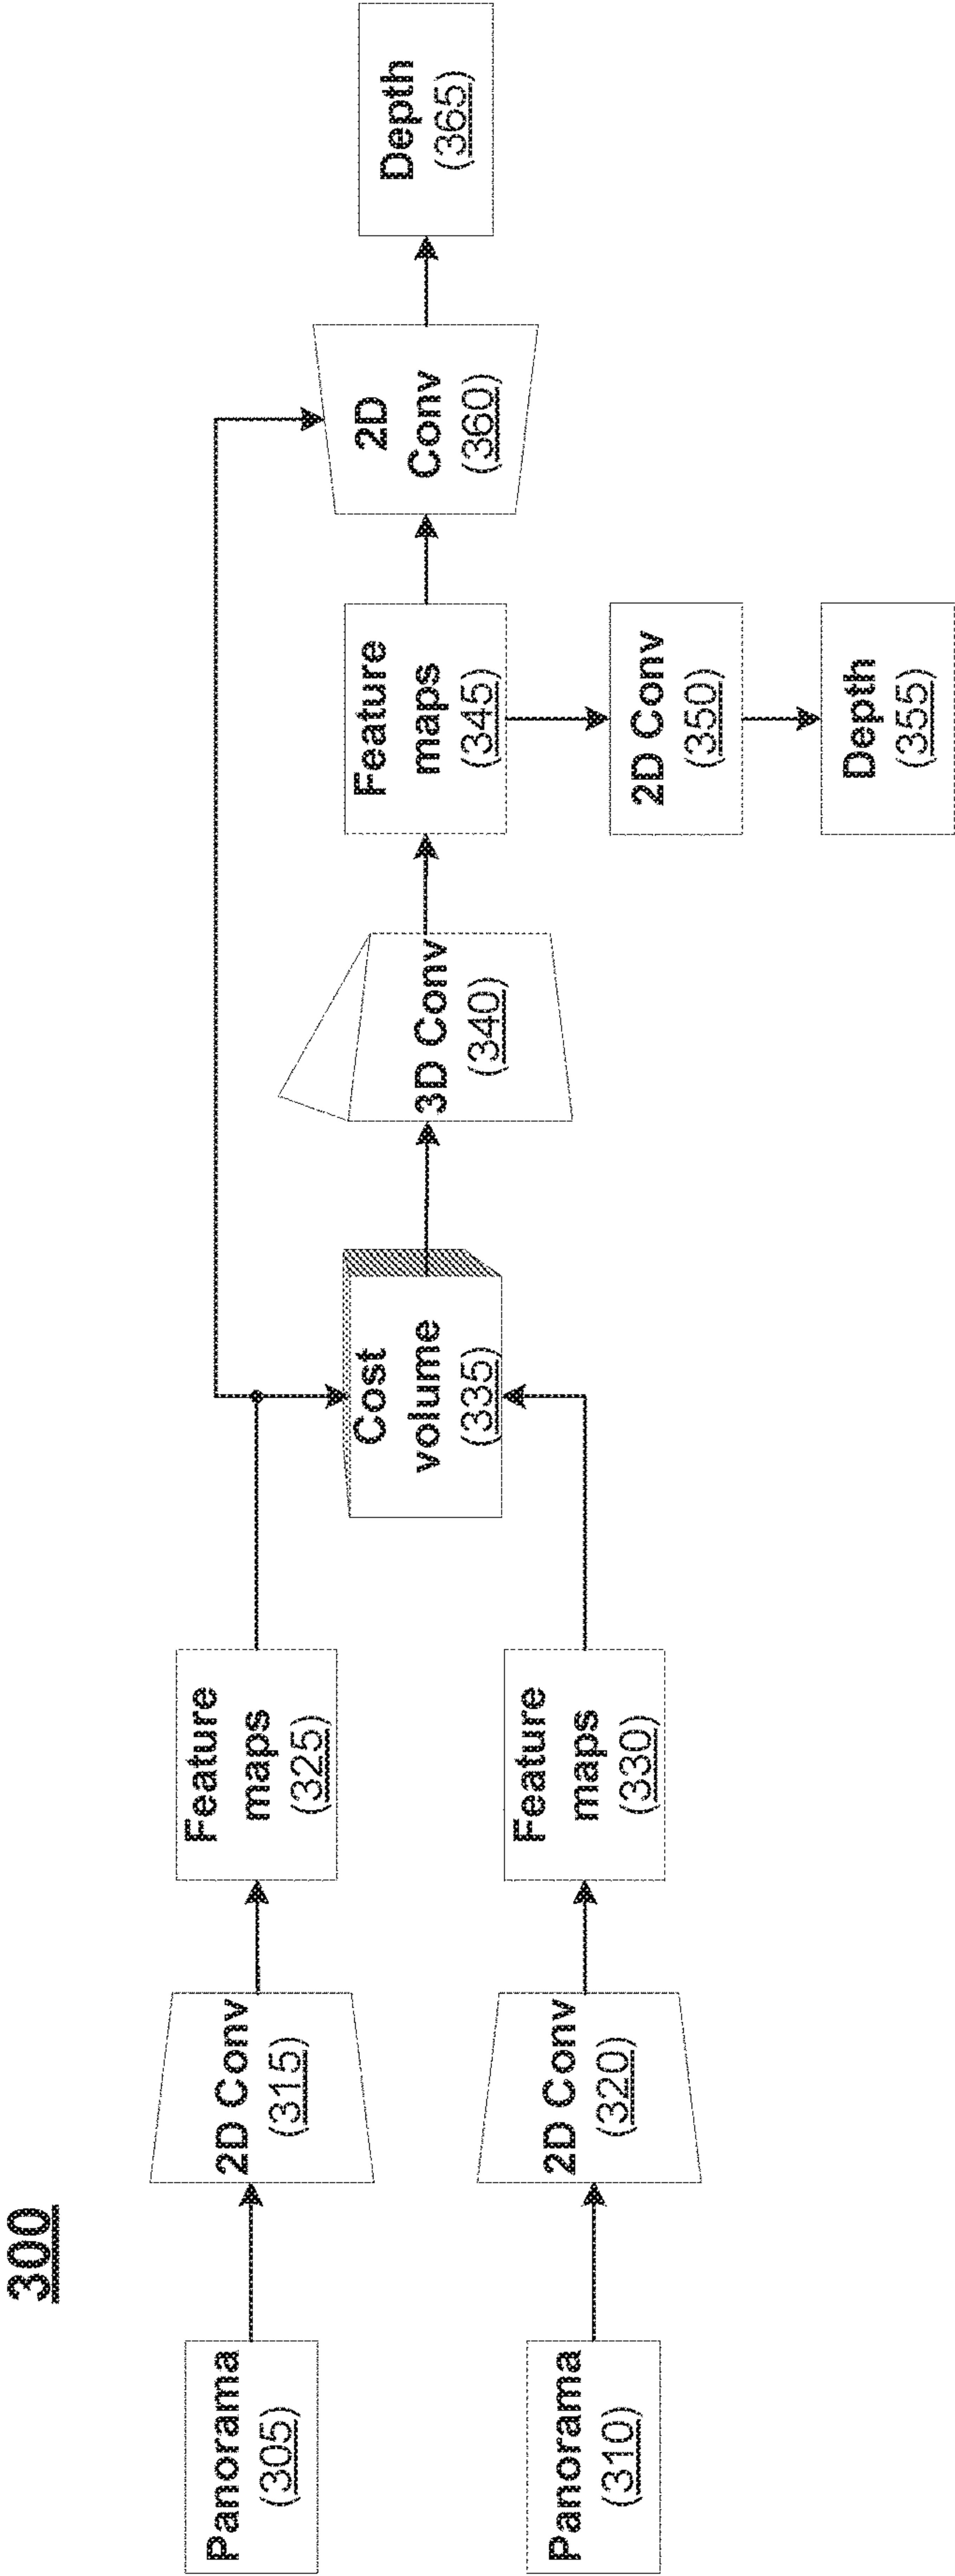 300
Panorama
(305)
2D Conv
(315)
Feature
maps
(325)
Panorama
(310)
2D Conv
(320)
Feature
maps
(330)
Cost
volume
(335)
3D Conv
(340)
Feature
maps
(345)
2D Conv
(350)
Depth
(355)
2D
Conv
(360)
Depth
(365)